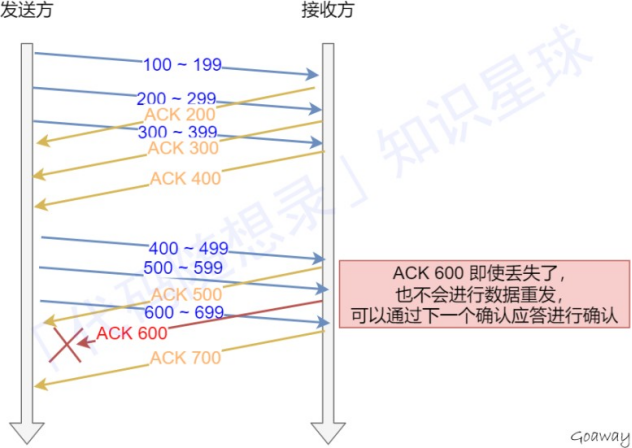 发送方
接收方
100 ~ 199
200 ~ 299
ACK 200
300 ~ 399
ACK 300
ACK 400
400 ~ 499
500 ~ 599
ACK 500
600 ~ 699
ACK 600
ACK 700
ACK 600 即使丢失了，
也不会进行数据重发，
可以通过下一个确认应答进行确认
「代码随想录」知识星球
Goaway